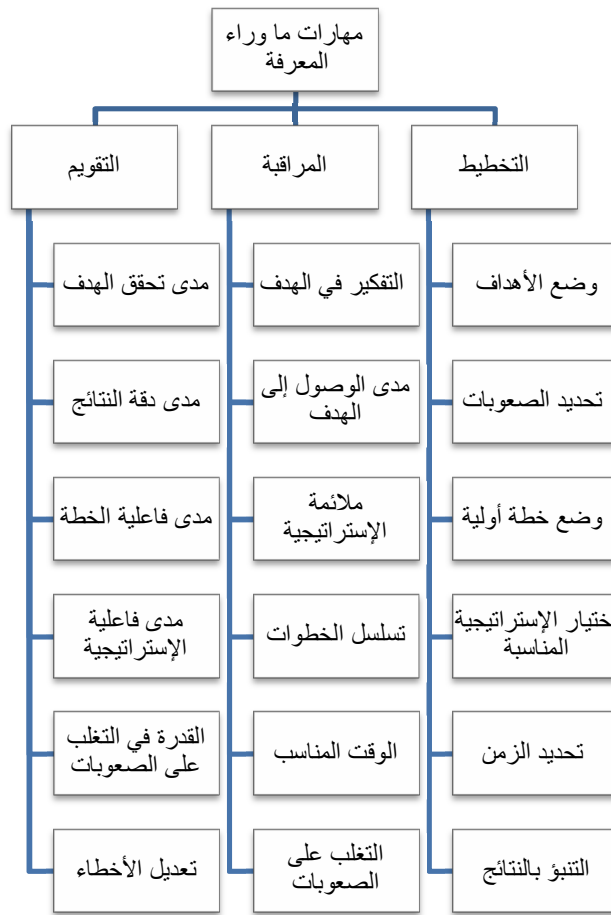 مهارات ما وراء
المعرفة
التخطيط
المراقبة
التقويم
وضع الأهداف
التفكير في الهدف
مدى تحقق الهدف
تحديد الصعوبات
مدى الوصول إلى
الهدف
مدى دقة النتائج
وضع خطة أولية
ملائمة
الإستراتيجية
مدى فاعلية الخطة
ختيار الإستراتيجية
المناسبة
تسلسل الخطوات
مدى فاعلية
الإستراتيجية
تحديد الزمن
الوقت المناسب
القدرة في التغلب
على الصعوبات
التنبؤ بالنتائج
التغلب على
الصعوبات
تعديل الأخطاء